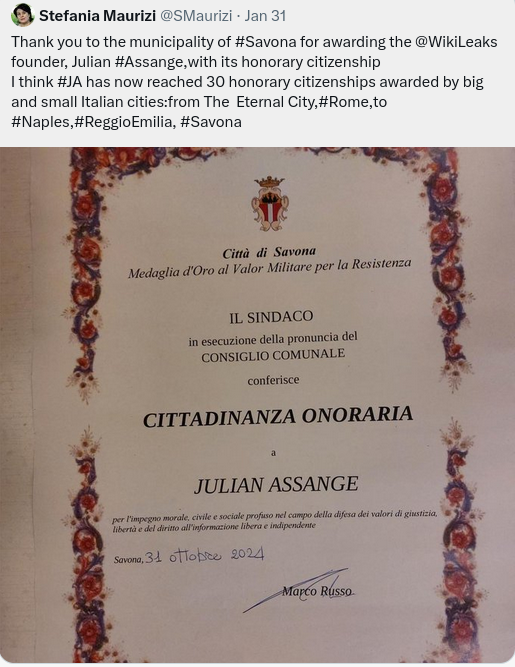 Stefania Maurizi @SMaurizi · Jan 31
Thank you to the municipality of #Savona for awarding the @WikiLeaks
founder, Julian #Assange,with its honorary citizenship
I think #JA has now reached 30 honorary citizenships awarded by big
and small Italian cities:from The Eternal City,#Rome,to
#Naples,#ReggioEmilia, #Savona
Città di Savona
Medaglia d'Oro al Valor Militare per la Resistenza
IL SINDACO
in esecuzione della pronuncia del
CONSIGLIO COMUNALE
conferisce
CITTADINANZA ONORARIA
a
JULIAN ASSANGE
per l'impegno morale, civile e sociale profuso nel campo della difesa dei valori di giustizia,
libertà e del diritto all'informazione libera e indipendente
Savona, 31 ottobre 2024
Marco Russo